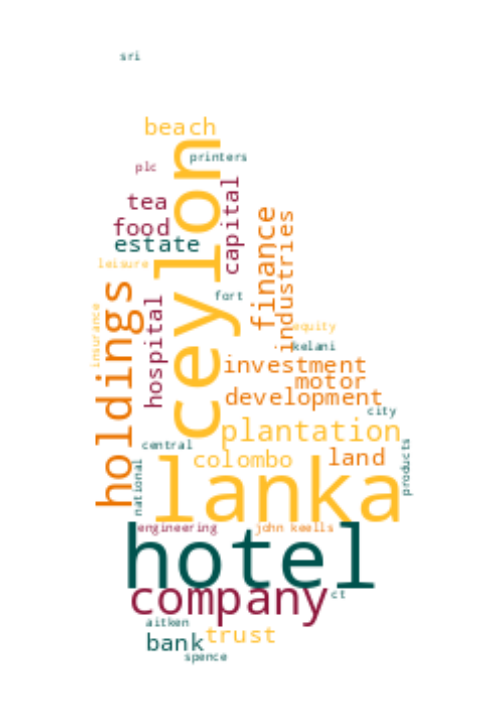 sri
beach
printers
plc
ceylon
capital
tea
food
estate
finance
industries
leisure
holdings
fort
hospital
insurance
equity
kelani
investment
motor
development
city
plantation
central
colombo
land
products
national
lanka
engineering
john keells
hotel
company
ct
aitken
trust
bank
spence